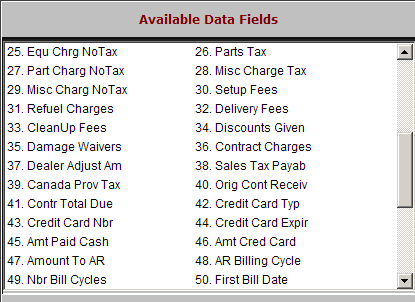 Available Data Fields
25. Equ Chrg NoTax 26. Parts Tax
27. Part Charg NoTax 28. Misc Charge Tax
29. Misc Charg NoTax 30. Setup Fees
31. Refuel Charges 32. Delivery Fees
33. CleanUp Fees 34. Discounts Given
35. Damage Waivers 36. Contract Charges
37. Dealer Adjust Am 38. Sales Tax Payab
39. Canada Prov Tax 40. Orig Cont Receiv
41. Contr Total Due 42. Credit Card Typ
43. Credit Card Nbr 44. Credit Card Expir
45. Amt Paid Cash 46. Amt Cred Card
47. Amount To AR 48. AR Billing Cycle
49. Nbr Bill Cycles 50. First Bill Date